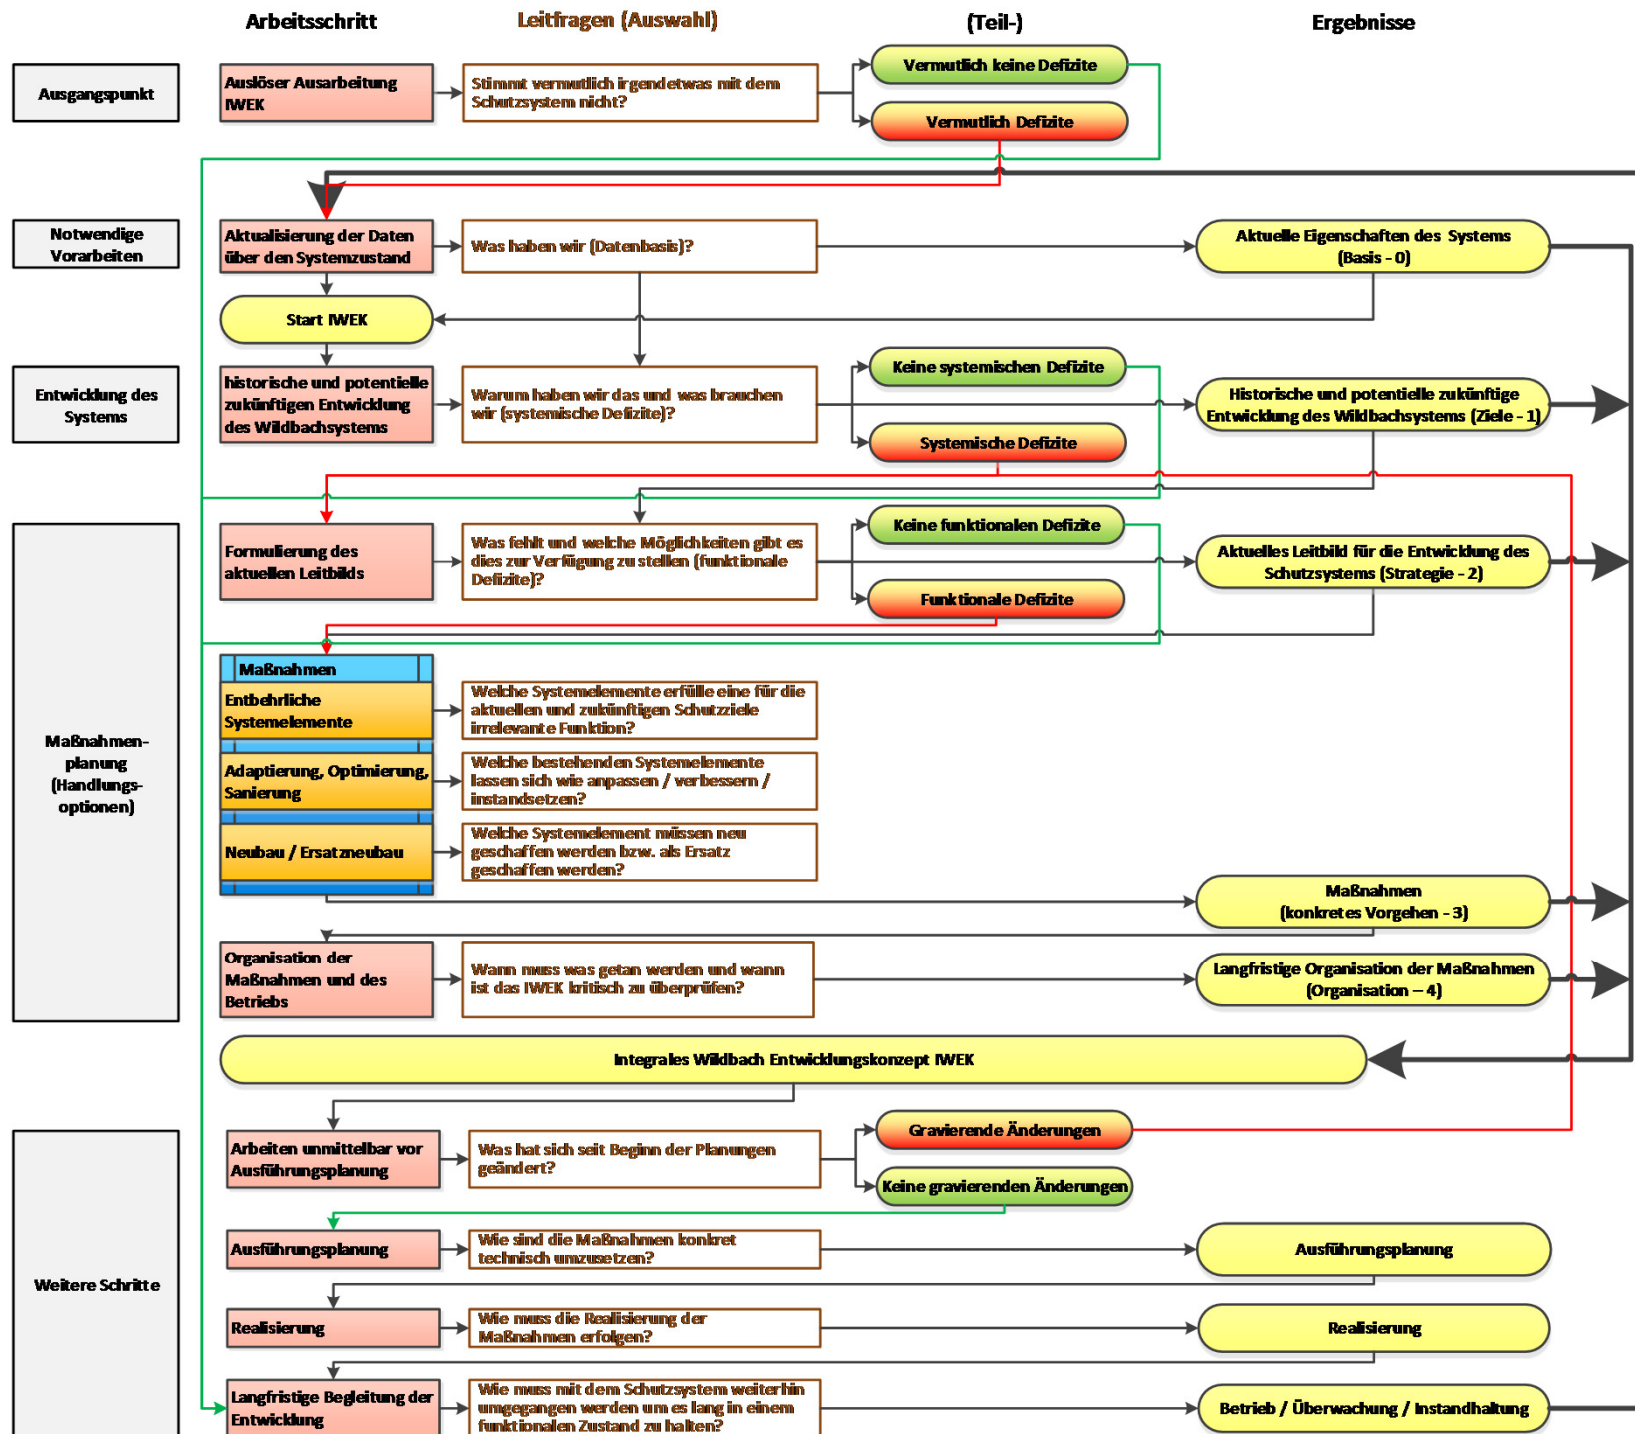 Arbeitsschritt
Leitfragen (Auswahl)
(Teil-)
Ergebnisse
Ausgangspunkt
Auslöser Ausarbeitung
IWEK
Stimmt vermutlich irgendetwas mit dem
Schutzsystem nicht?
Vermutlich keine Defizite
Vermutlich Defizite
Notwendige
Vorarbeiten
Aktualisierung der Daten
über den Systemzustand
Was haben wir (Datenbasis)?
Aktuelle Eigenschaften des Systems
(Basis - 0)
Start IWEK
Entwicklung des
Systems
historische und potentielle
zukünftigen Entwicklung
des Wildbachsystems
Warum haben wir das und was brauchen
wir (systemische Defizite)?
Keine systemischen Defizite
Systemische Defizite
Historische und potentielle zukünftige
Entwicklung des Wildbachsystems (Ziele - 1)
Maßnahmen-
planung
(Handlungs-
optionen)
Formulierung des
aktuellen Leitbilds
Was fehlt und welche Möglichkeiten gibt es
dies zur Verfügung zu stellen (funktionale
Defizite)?
Keine funktionalen Defizite
Funktionale Defizite
Aktuelles Leitbild für die Entwicklung des
Schutzsystems (Strategie - 2)
Maßnahmen
Entbehrliche
Systemelemente
Welche Systemelemente erfülle eine für die
aktuellen und zukünftigen Schutzziele
irrelevante Funktion?
Adaptierung, Optimierung,
Sanierung
Welche bestehenden Systemelemente
lassen sich wie anpassen / verbessern /
instandsetzen?
Neubau / Ersatzneubau
Welche Systemelement müssen neu
geschaffen werden bzw. als Ersatz
geschaffen werden?
Maßnahmen
(konkretes Vorgehen - 3)
Organisation der
Maßnahmen und des
Betriebs
Wann muss was getan werden und wann
ist das IWEK kritisch zu überprüfen?
Langfristige Organisation der Maßnahmen
(Organisation – 4)
Integrales Wildbach Entwicklungskonzept IWEK
Weitere Schritte
Arbeiten unmittelbar vor
Ausführungsplanung
Was hat sich seit Beginn der Planungen
geändert?
Gravierende Änderungen
Keine gravierenden Änderungen
Ausführungsplanung
Wie sind die Maßnahmen konkret
technisch umzusetzen?
Ausführungsplanung
Realisierung
Wie muss die Realisierung der
Maßnahmen erfolgen?
Realisierung
Langfristige Begleitung der
Entwicklung
Wie muss mit dem Schutzsystem weiterhin
umgegangen werden um es lang in einem
funktionalen Zustand zu halten?
Betrieb / Überwachung / Instandhaltung